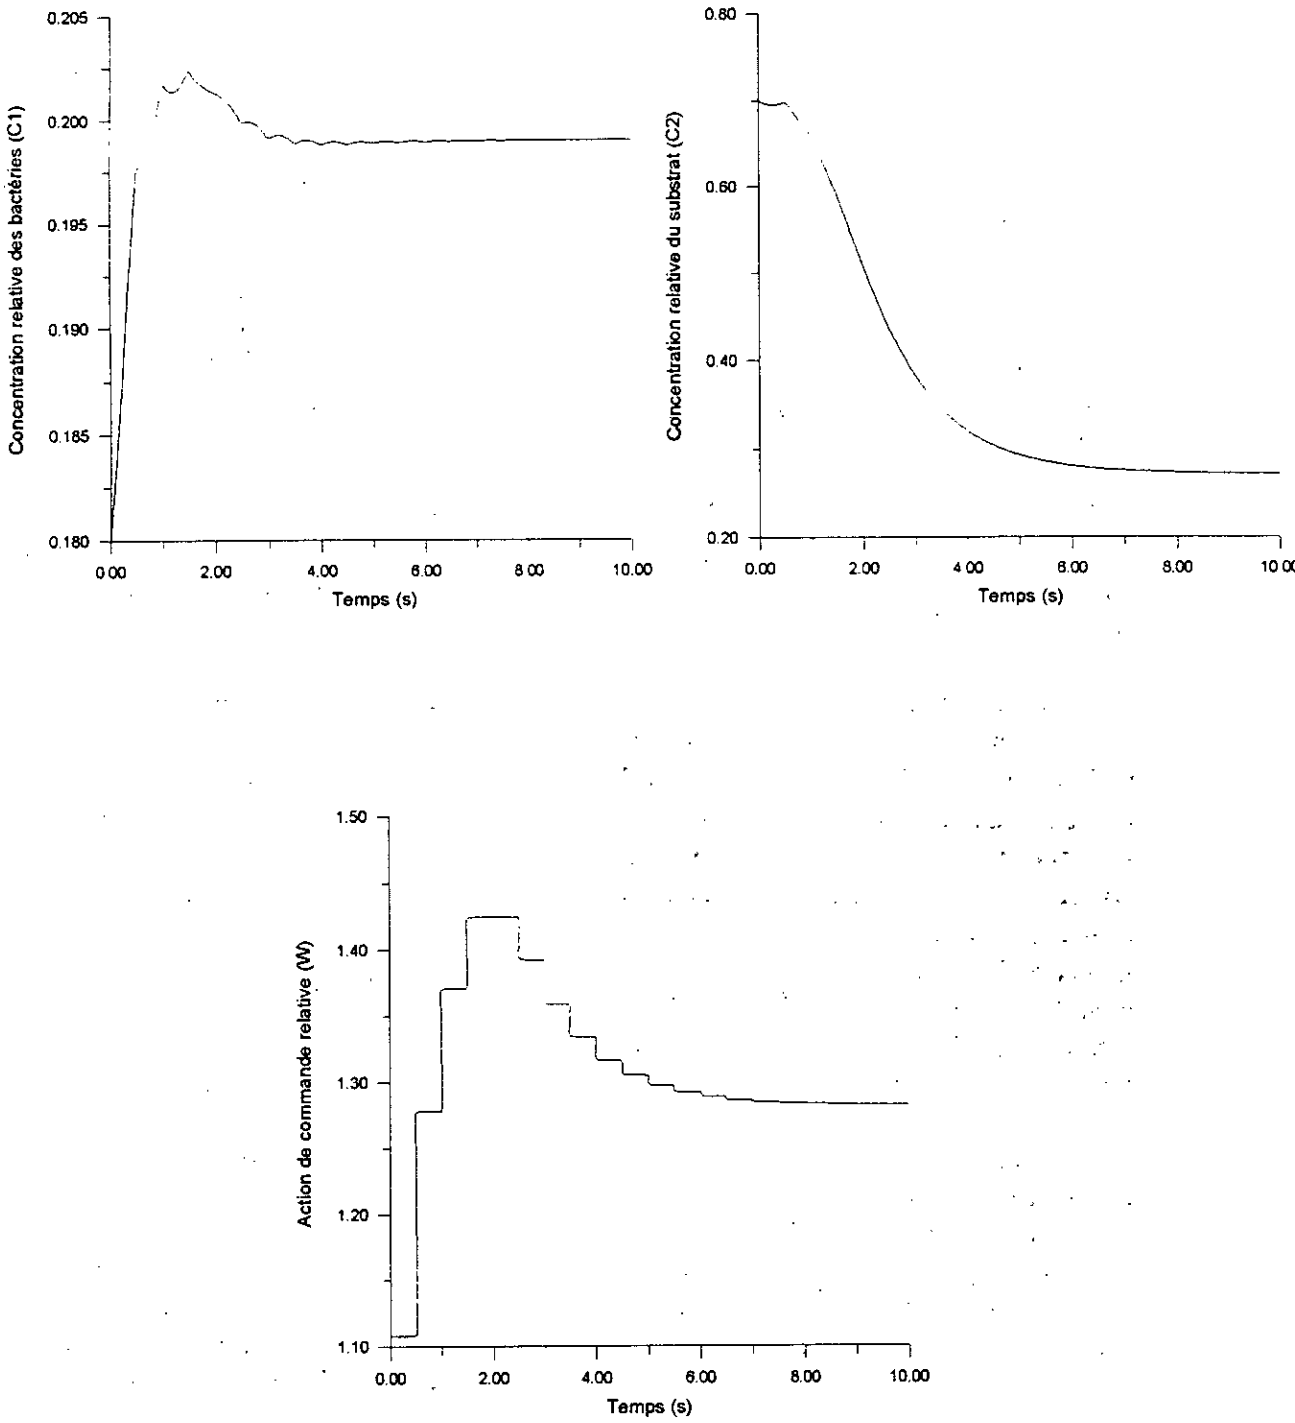 Concentration relative des bactéries (C1)
0.205
0.200
0.195
0.190
0.185
0.180
0.00 2.00 4.00 6.00 8.00 10.00
Temps (s)
Concentration relative du substrat (C2)
0.80
0.60
0.40
0.20
0.00 2.00 4.00 6.00 8.00 10.00
Temps (s)
Action de commande relative (W)
1.50
1.40
1.30
1.20
1.10
0.00 2.00 4.00 6.00 8.00 10.00
Temps (s)